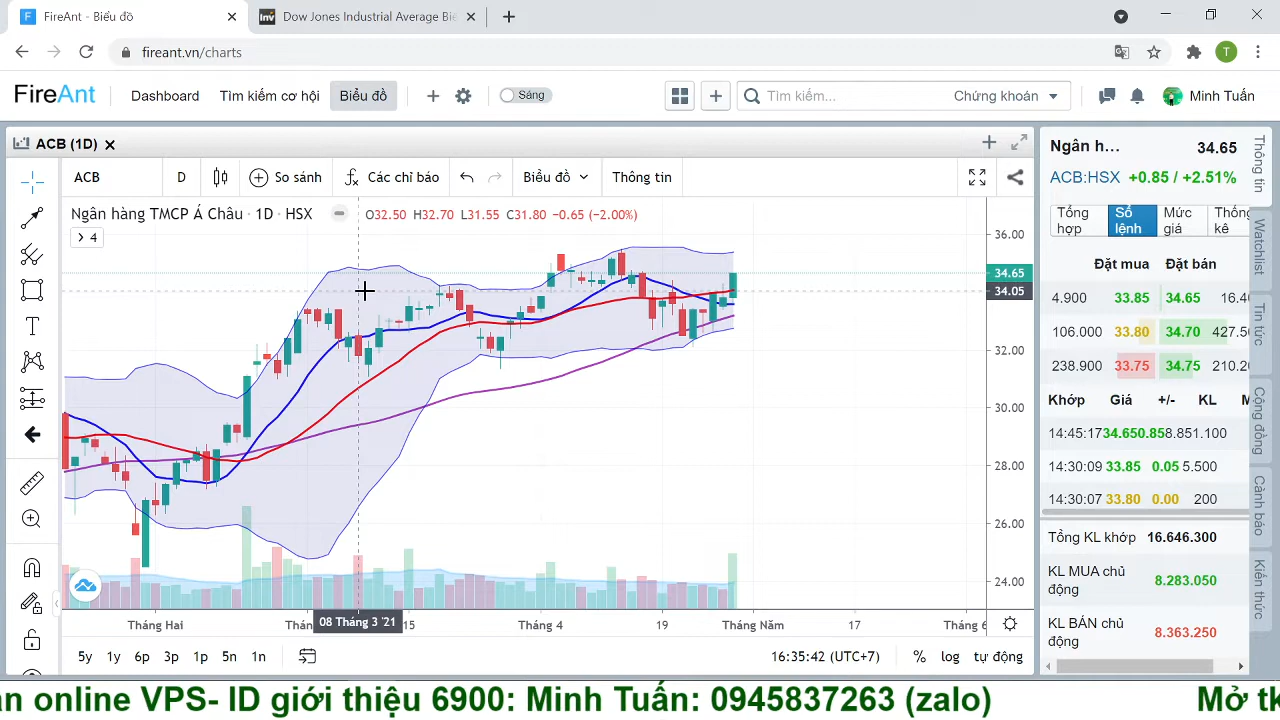 FireAnt - Biểu đồ
Inv Dow Jones Industrial Average Bie
fireant.vn/charts
T
FireAnt Dashboard Tìm kiếm cơ hội Biểu đồ Sáng Tìm kiếm... Chứng khoán Minh Tuấn
ACB (1D)
ACB D So sánh Các chỉ báo Biểu đồ Thông tin
Ngân hàng TMCP Á Châu · 1D · HSX O32.50 H32.70 L31.55 C31.80 −0.65 (−2.00%)
4
36.00
34.65
34.05
32.00
30.00
28.00
26.00
24.00
Tháng Hai 08 Tháng 3 '21 15 Tháng 4 19 Tháng Năm 17 Tháng 6
5y 1y 6p 3p 1p 5n 1n 16:35:42 (UTC+7) % log tự động
Ngân h... 34.65
ACB:HSX +0.85 / +2.51%
Tổng hợp Sổ lệnh Mức giá Thống kê
Đặt mua Đặt bán
4.900 33.85 34.65 16.40
106.000 33.80 34.70 427.50
238.900 33.75 34.75 210.20
Khớp Giá +/- KL M
14:45:17 34.65 0.85 8.851.100
14:30:09 33.85 0.05 5.500
14:30:07 33.80 0.00 200
Tổng KL khớp 16.646.300
KL MUA chủ động 8.283.050
KL BÁN chủ động 8.363.250
Thông tin
Watchlist
Tin tức
Cộng đồng
Cảnh báo
Kiến thức
án online VPS- ID giới thiệu 6900: Minh Tuấn: 0945837263 (zalo) Mở tk